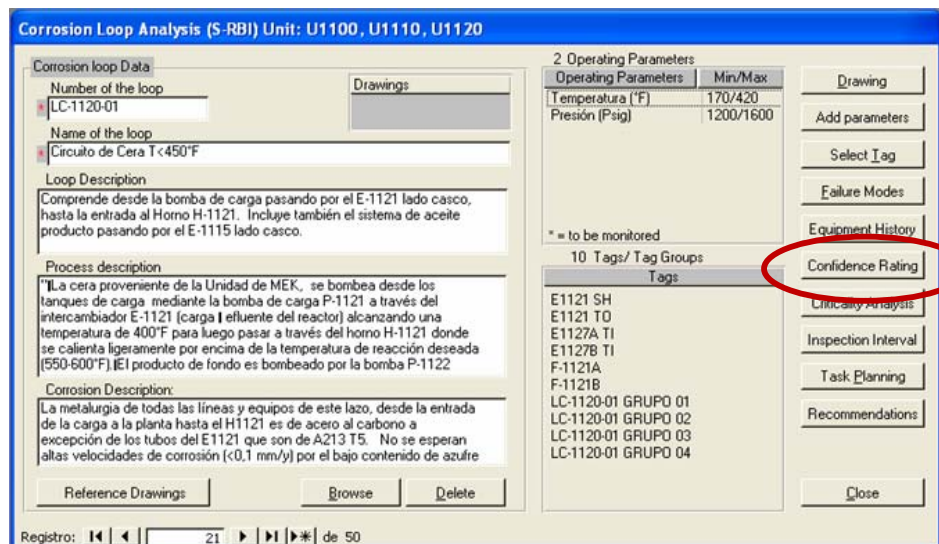 Corrosion Loop Analysis (S-RBI) Unit: U1100, U1110, U1120
Corrosion loop Data
Number of the loop
* LC-1120-01
Drawings
Name of the loop
* Circuito de Cera T<450°F
Loop Description
Comprende desde la bomba de carga pasando por el E-1121 lado casco,
hasta la entrada al Horno H-1121. Incluye también el sistema de aceite
producto pasando por el E-1115 lado casco.
Process description
"|La cera proveniente de la Unidad de MEK, se bombea desde los
tanques de carga mediante la bomba de carga P-1121 a través del
intercambiador E-1121 (carga | efluente del reactor) alcanzando una
temperatura de 400°F para luego pasar a través del horno H-1121 donde
se calienta ligeramente por encima de la temperatura de reacción deseada
(550-600°F).|El producto de fondo es bombeado por la bomba P-1122
Corrosion Description:
La metalurgia de todas las líneas y equipos de este lazo, desde la entrada
de la carga a la planta hasta el H1121 es de acero al carbono a
excepción de los tubos del E1121 que son de A213 T5. No se esperan
altas velocidades de corrosión (<0,1 mm/y) por el bajo contenido de azufre
Reference Drawings
Browse
Delete
Registro: 21 de 50
2 Operating Parameters
Operating Parameters Min/Max
Temperatura (°F) 170/420
Presión (Psig) 1200/1600
* = to be monitored
10 Tags/ Tag Groups
Tags
E1121 SH
E1121 TO
E1127A TI
E1127B TI
F-1121A
F-1121B
LC-1120-01 GRUPO 01
LC-1120-01 GRUPO 02
LC-1120-01 GRUPO 03
LC-1120-01 GRUPO 04
Drawing
Add parameters
Select Tag
Failure Modes
Equipment History
Confidence Rating
Criticality Analysis
Inspection Interval
Task Planning
Recommendations
Close